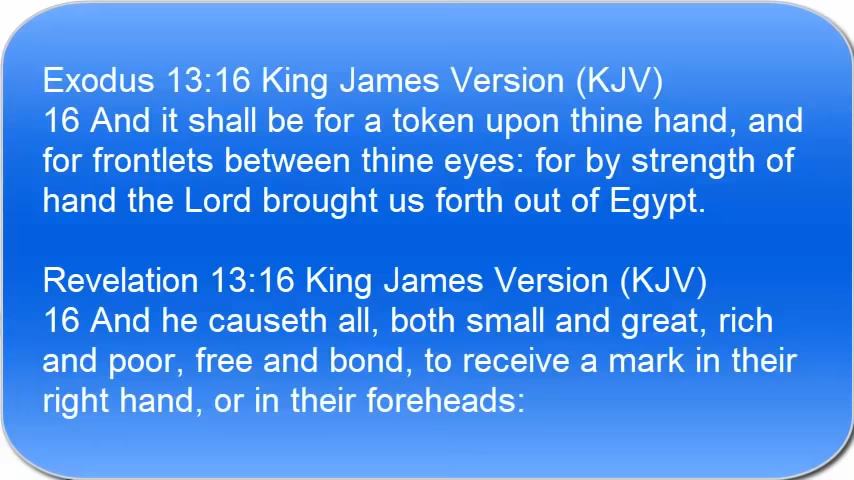 Exodus 13:16 King James Version (KJV)
16 And it shall be for a token upon thine hand, and
for frontlets between thine eyes: for by strength of
hand the Lord brought us forth out of Egypt.
Revelation 13:16 King James Version (KJV)
16 And he causeth all, both small and great, rich
and poor, free and bond, to receive a mark in their
right hand, or in their foreheads: